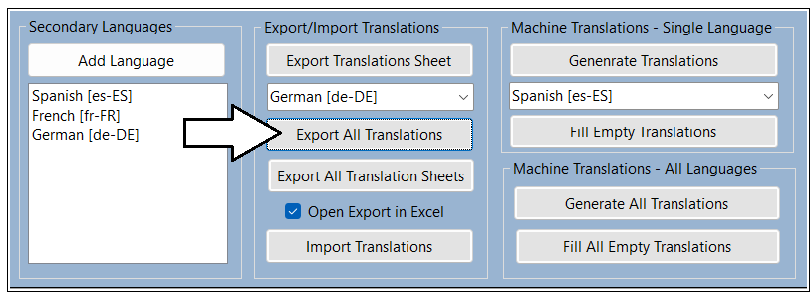 Secondary Languages
Add Language
Spanish [es-ES]
French [fr-FR]
German [de-DE]
Export/Import Translations
Export Translations Sheet
German [de-DE]
Export All Translations
Export All Translation Sheets
Open Export in Excel
Import Translations
Machine Translations - Single Language
Genenrate Translations
Spanish [es-ES]
Fill Empty Translations
Machine Translations - All Languages
Generate All Translations
Fill All Empty Translations